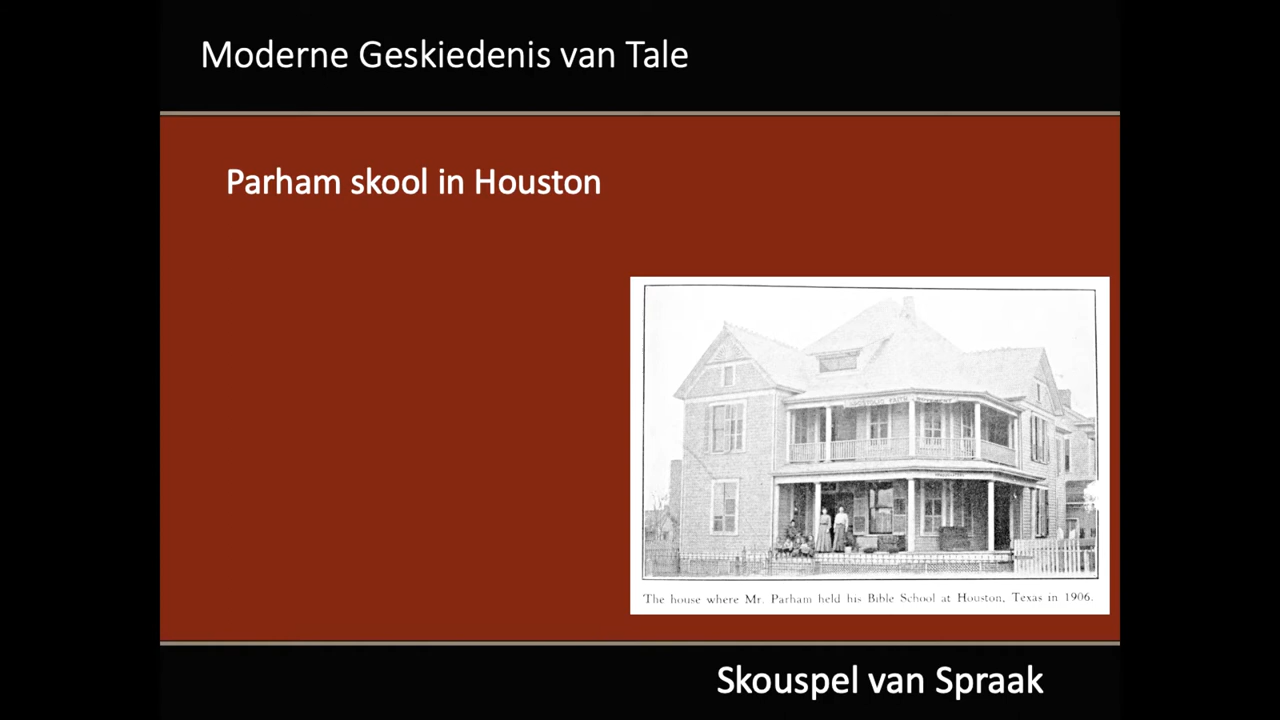 Moderne Geskiedenis van Tale
Parham skool in Houston
The house where Mr. Parham held his Bible School at Houston, Texas in 1906.
Skouspel van Spraak